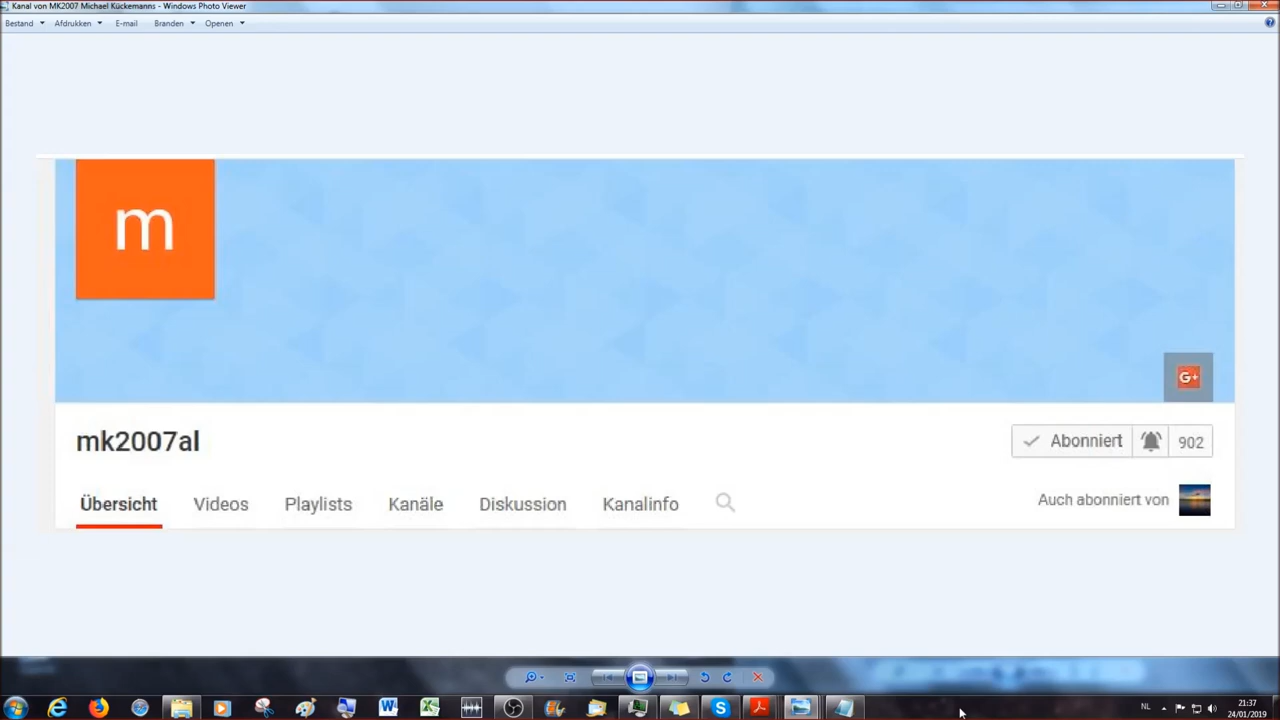 Kanal von MK2007 Michael Kückemanns - Windows Photo Viewer
Bestand Afdrukken E-mail Branden Openen
m
G+
mk2007al
Abonniert 902
Übersicht Videos Playlists Kanäle Diskussion Kanalinfo
Auch abonniert von
NL
21:37
24/01/2019